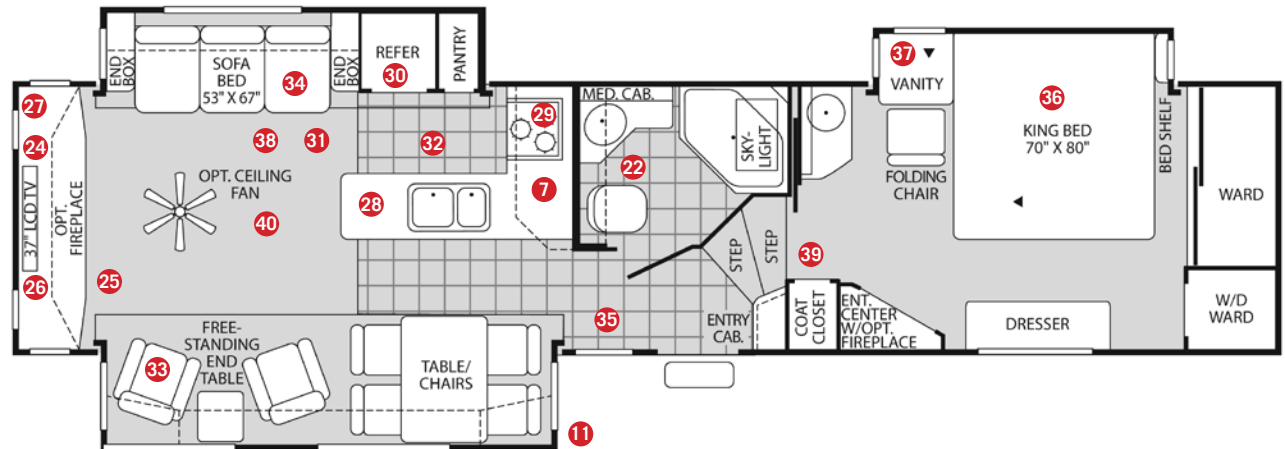 END
BOX
SOFA
BED
53" X 67"
34
END
BOX
REFER
30
PANTRY
27
24
37" LCD TV
26
OPT.
FIREPLACE
25
38
31
OPT. CEILING
FAN
40
32
29
28
7
MED. CAB.
22
SKY-
LIGHT
STEP
STEP
39
35
ENTRY
CAB.
COAT
CLOSET
ENT.
CENTER
W/OPT.
FIREPLACE
37
VANITY
FOLDING
CHAIR
36
KING BED
70" X 80"
BED SHELF
WARD
W/D
WARD
DRESSER
33
FREE-
STANDING
END
TABLE
TABLE/
CHAIRS
11